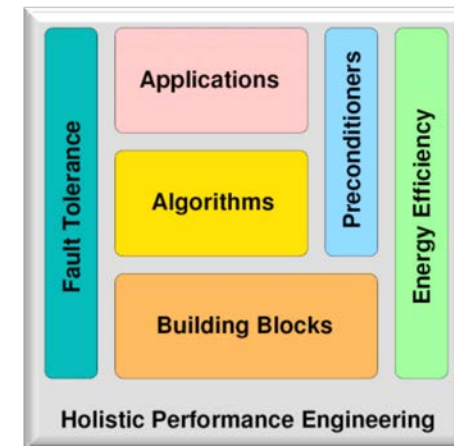 Fault Tolerance
Applications
Algorithms
Building Blocks
Preconditioners
Energy Efficiency
Holistic Performance Engineering